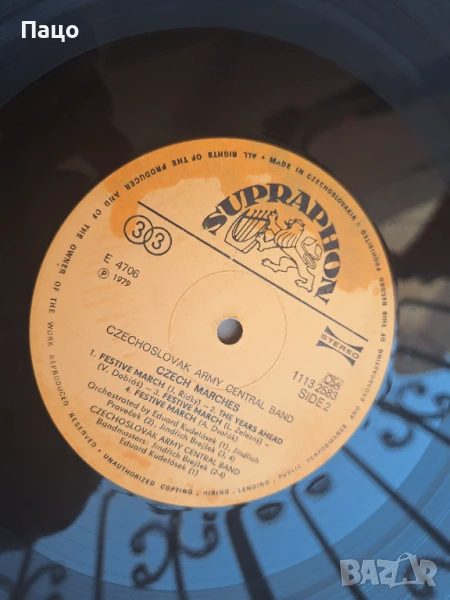 Пацо
MADE IN CZECHOSLOVAKIA · PROHIBITED · ALL RIGHTS OF THE PRODUCER AND OF THE OWNER OF THE WORK REPRODUCED RESERVED · UNAUTHORIZED COPYING · HIRING · LENDING · PUBLIC PERFORMANCE AND BROADCASTING OF THIS RECORD
SUPRAPHON
33
E 4706
℗ 1979
STEREO
1113 2583
SIDE 2
CZECHOSLOVAK ARMY CENTRAL BAND
CZECH MARCHES
1. FESTIVE MARCH (J. Řídký) – 2. THE YEARS AHEAD
(V. Dobiáš) – 3. FESTIVE MARCH (L. Železný) –
4. FESTIVE MARCH (A. Dvořák)
Orchestrated by Eduard Kudelásek (1), Jindřich
Praveček (2), Jindřich Brejšek (3, 4)
CZECHOSLOVAK ARMY CENTRAL BAND
Bandmasters: Jindřich Brejšek (2-4)
Eduard Kudelásek (1)
BAZAR